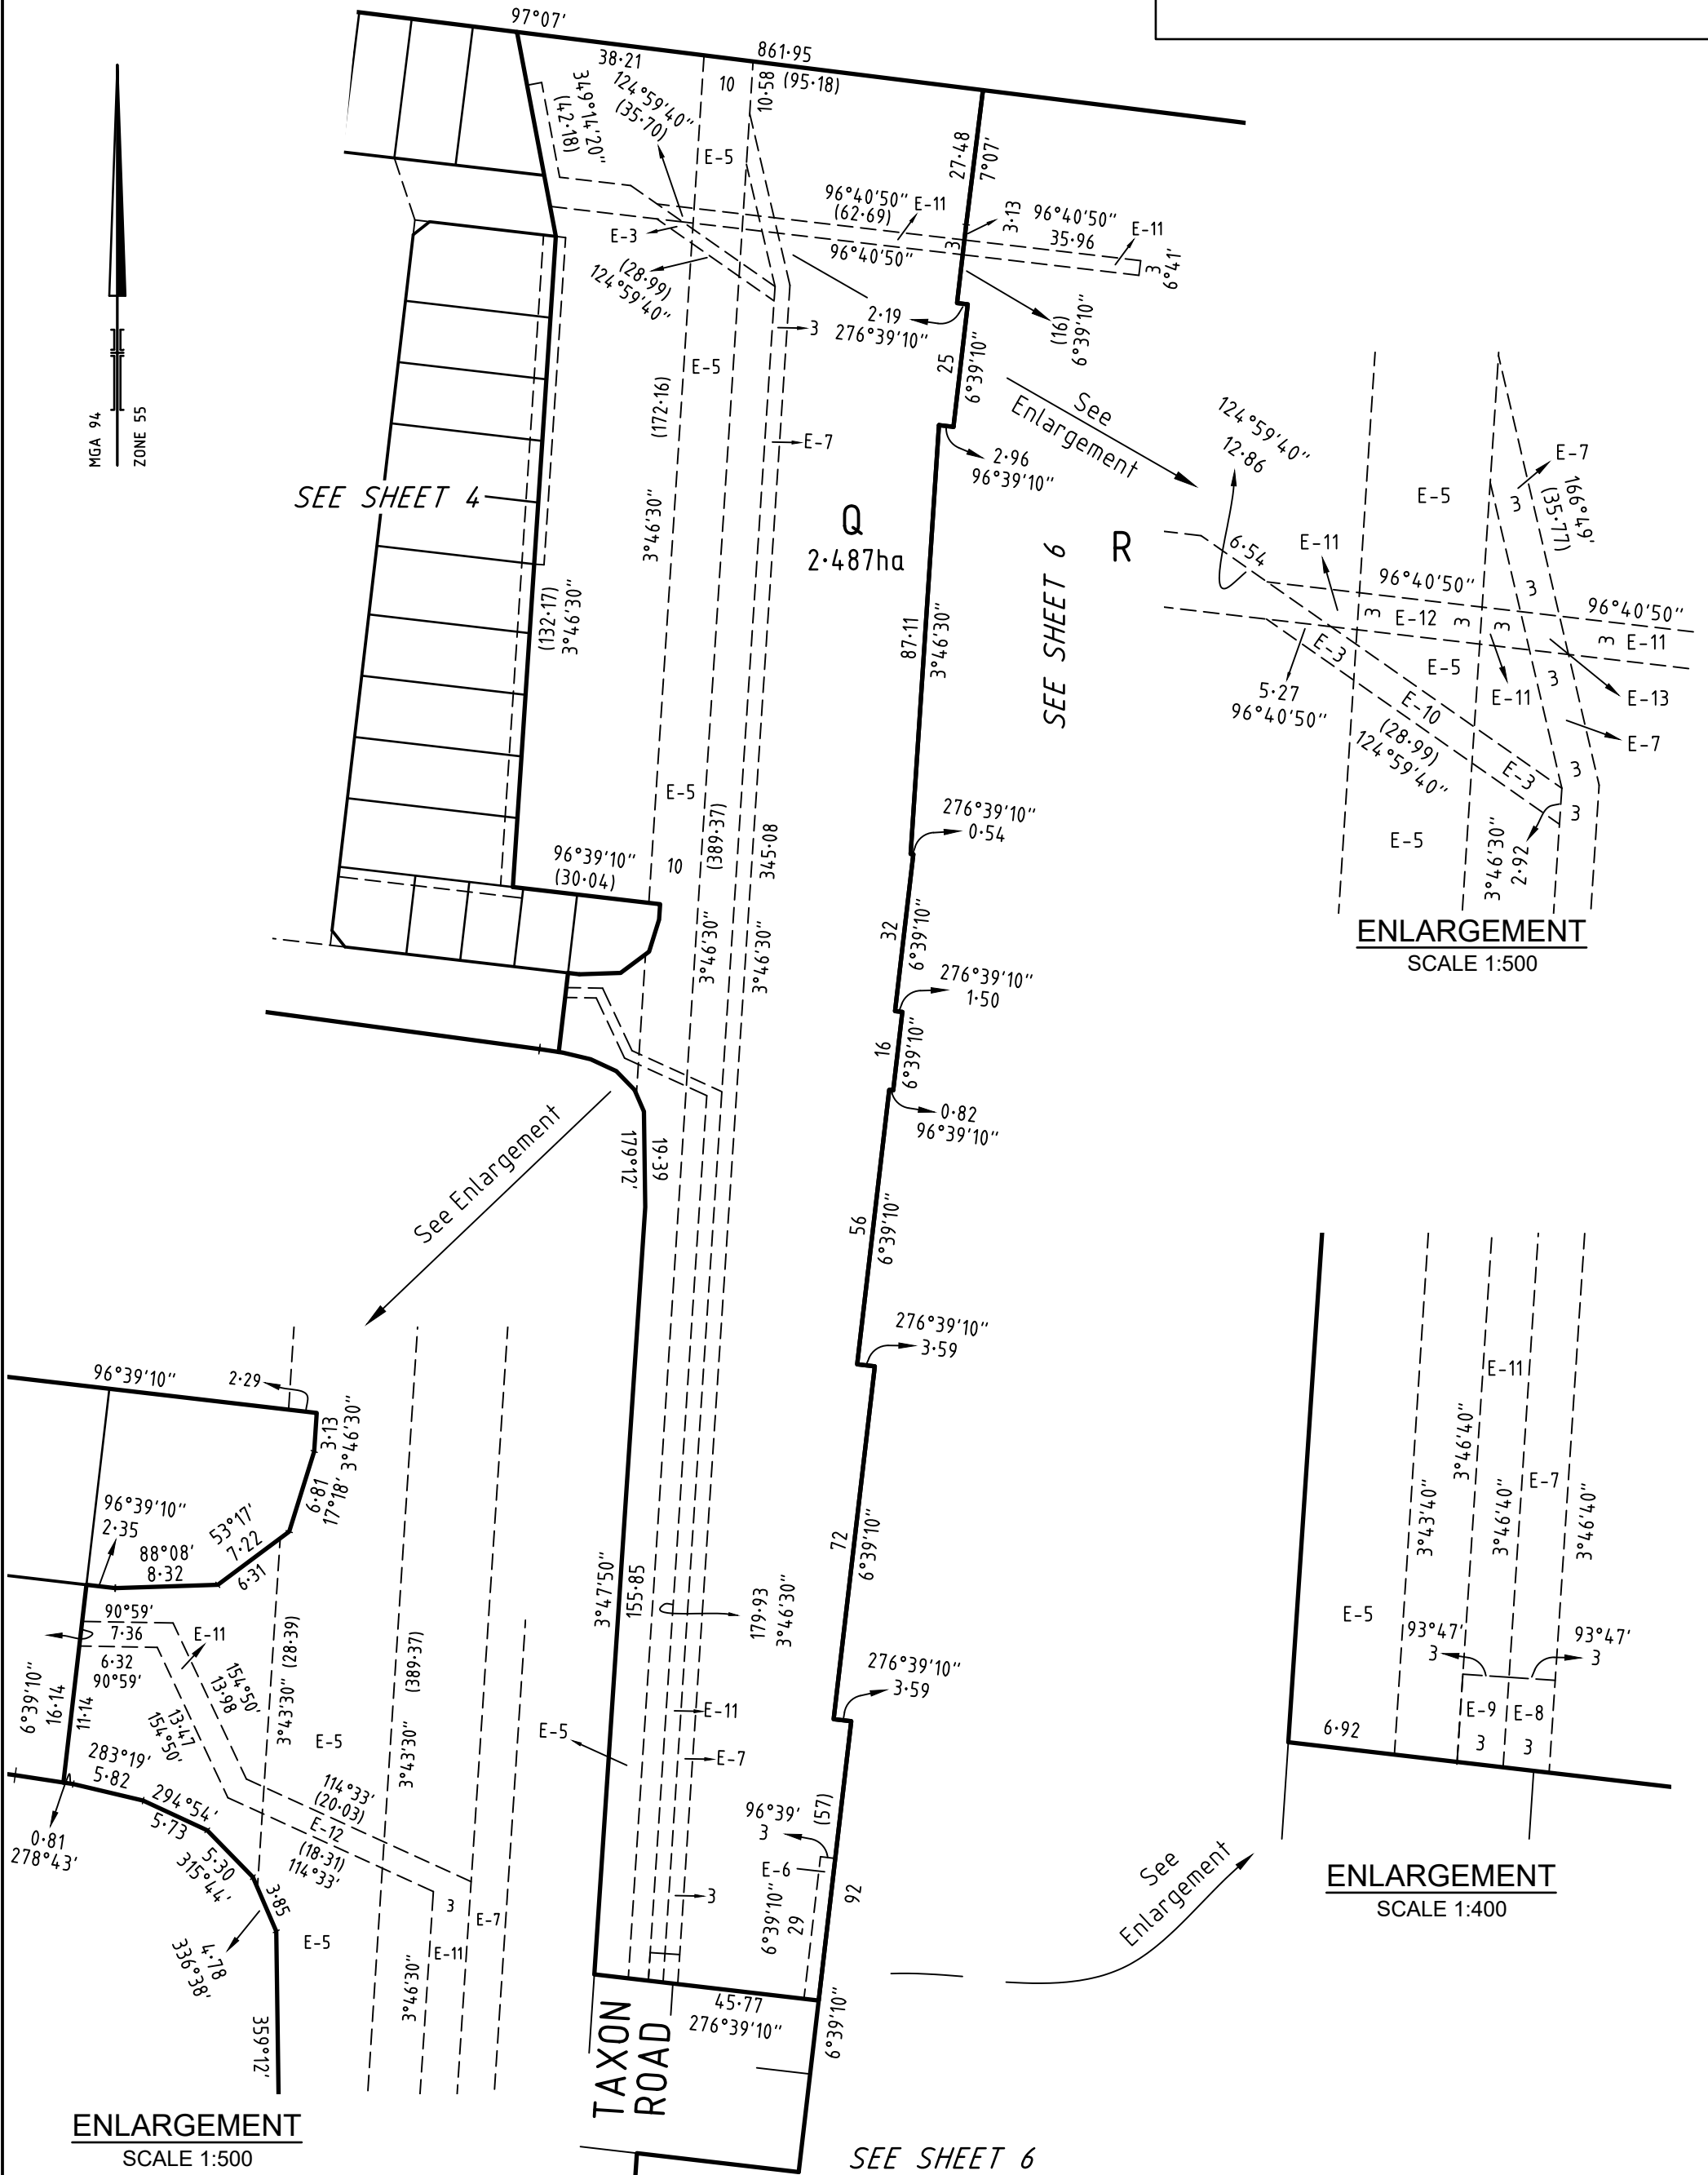 97°07'
861·95
38·21
10
10·58
(95·18)
349°14'20"
(42·18)
124°59'40"
(35·70)
E-5
27·48
7°07'
96°40'50"
(62·69)
E-11
3·13
96°40'50"
35·96
E-11
E-3
3
96°40'50"
3
6°41'
(28·99)
124°59'40"
2·19
276°39'10"
(16)
6°39'10"
3
E-5
25
6°39'10"
MGA 94
ZONE 55
(172·16)
E-7
2·96
96°39'10"
See
Enlargement
SEE SHEET 4
3°46'30"
Q
2·487ha
SEE SHEET 6
R
(132·17)
3°46'30"
87·11
3°46'30"
E-5
(389·37)
345·08
276°39'10"
0·54
96°39'10"
(30·04)
10
3°46'30"
3°46'30"
32
6°39'10"
276°39'10"
1·50
16
6°39'10"
0·82
96°39'10"
See Enlargement
179°12'
19·39
56
6°39'10"
276°39'10"
3·59
72
6°39'10"
3°47'50"
155·85
179·93
3°46'30"
276°39'10"
3·59
E-5
E-11
E-7
96°39'
3
(57)
E-6
6°39'10"
29
92
3
See
Enlargement
45·77
276°39'10"
6°39'10"
TAXON
ROAD
SEE SHEET 6
124°59'40"
12·86
E-7
E-5
3
166°49'
(35·77)
6·54
E-11
96°40'50"
3
96°40'50"
3
E-12
3
3
3
E-11
E-3
E-5
5·27
96°40'50"
E-11
3
E-13
E-10
E-7
(28·99)
124°59'40"
E-3
3
3
E-5
3°46'30"
2·92
ENLARGEMENT
SCALE 1:500
E-11
3°46'40"
E-7
3°43'40"
3°46'40"
3°46'40"
E-5
93°47'
3
93°47'
3
6·92
E-9
E-8
3
3
ENLARGEMENT
SCALE 1:400
96°39'10"
2·29
3·13
3°46'30"
6·81
17°18'
96°39'10"
2·35
53°17'
7·22
6·31
88°08'
8·32
90°59'
7·36
E-11
6·32
90°59'
154°50'
13·98
3°43'30" (28·39)
(389·37)
6°39'10"
16·14
11·14
13·47
154°50'
E-5
3°43'30"
283°19'
5·82
294°54'
5·73
114°33'
(20·03)
E-12
(18·31)
114°33'
0·81
278°43'
5·30
315°44'
3·85
3
E-7
E-5
E-11
4·78
336°38'
3°46'30"
359°12'
ENLARGEMENT
SCALE 1:500